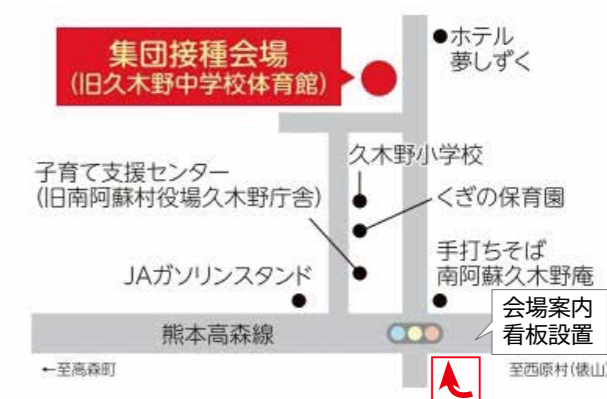 集団接種会場
(旧久木野中学校体育館)
●ホテル
夢しずく
久木野小学校
子育て支援センター
(旧南阿蘇村役場久木野庁舎)
くぎの保育園
手打ちそば
南阿蘇久木野庵
JAガソリンスタンド
会場案内
看板設置
熊本高森線
←至高森町
至西原村(俵山)